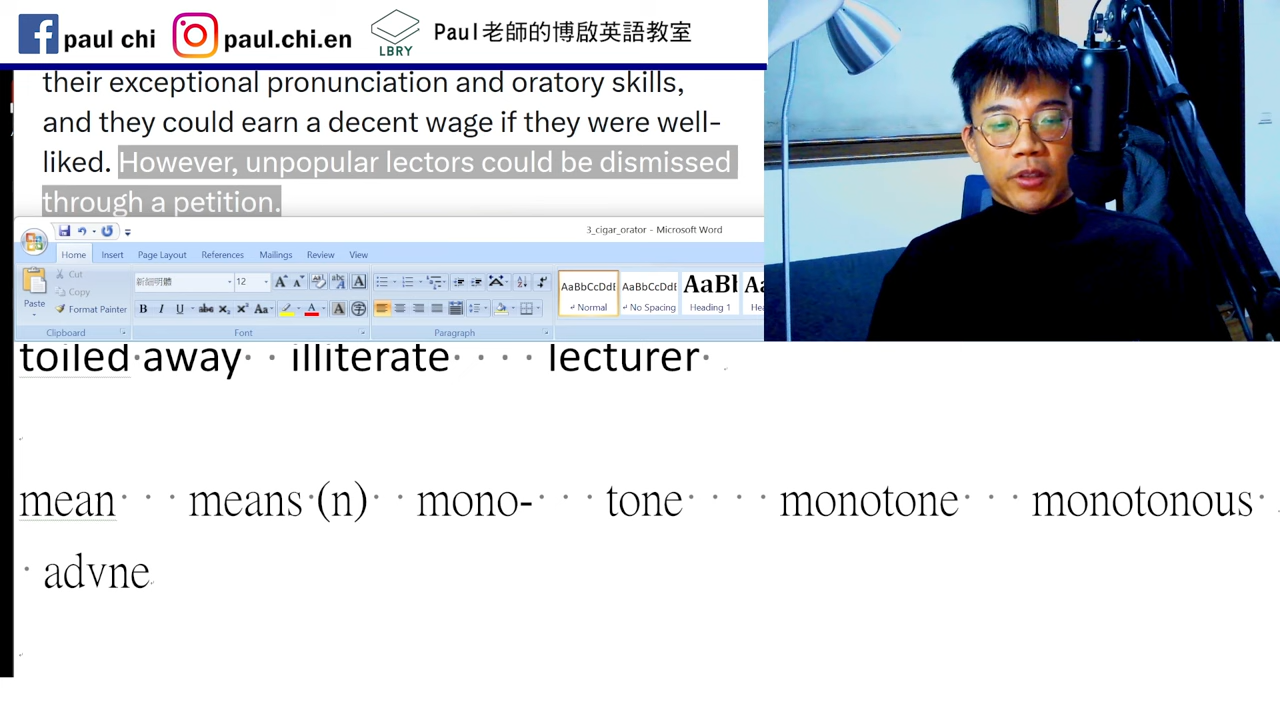 paul chi
paul.chi.en
LBRY
Paul老師的博啟英語教室
their exceptional pronunciation and oratory skills,
and they could earn a decent wage if they were well-
liked. However, unpopular lectors could be dismissed
through a petition.
3_cigar_orator - Microsoft Word
Home Insert Page Layout References Mailings Review View
Paste
Cut
Copy
Format Painter
Clipboard
新細明體 12
Font
Paragraph
AaBbCcDdE AaBbCcDdE AaBb
Normal No Spacing Heading 1
toiled away illiterate lecturer
mean means (n) mono- tone monotone monotonous
advne